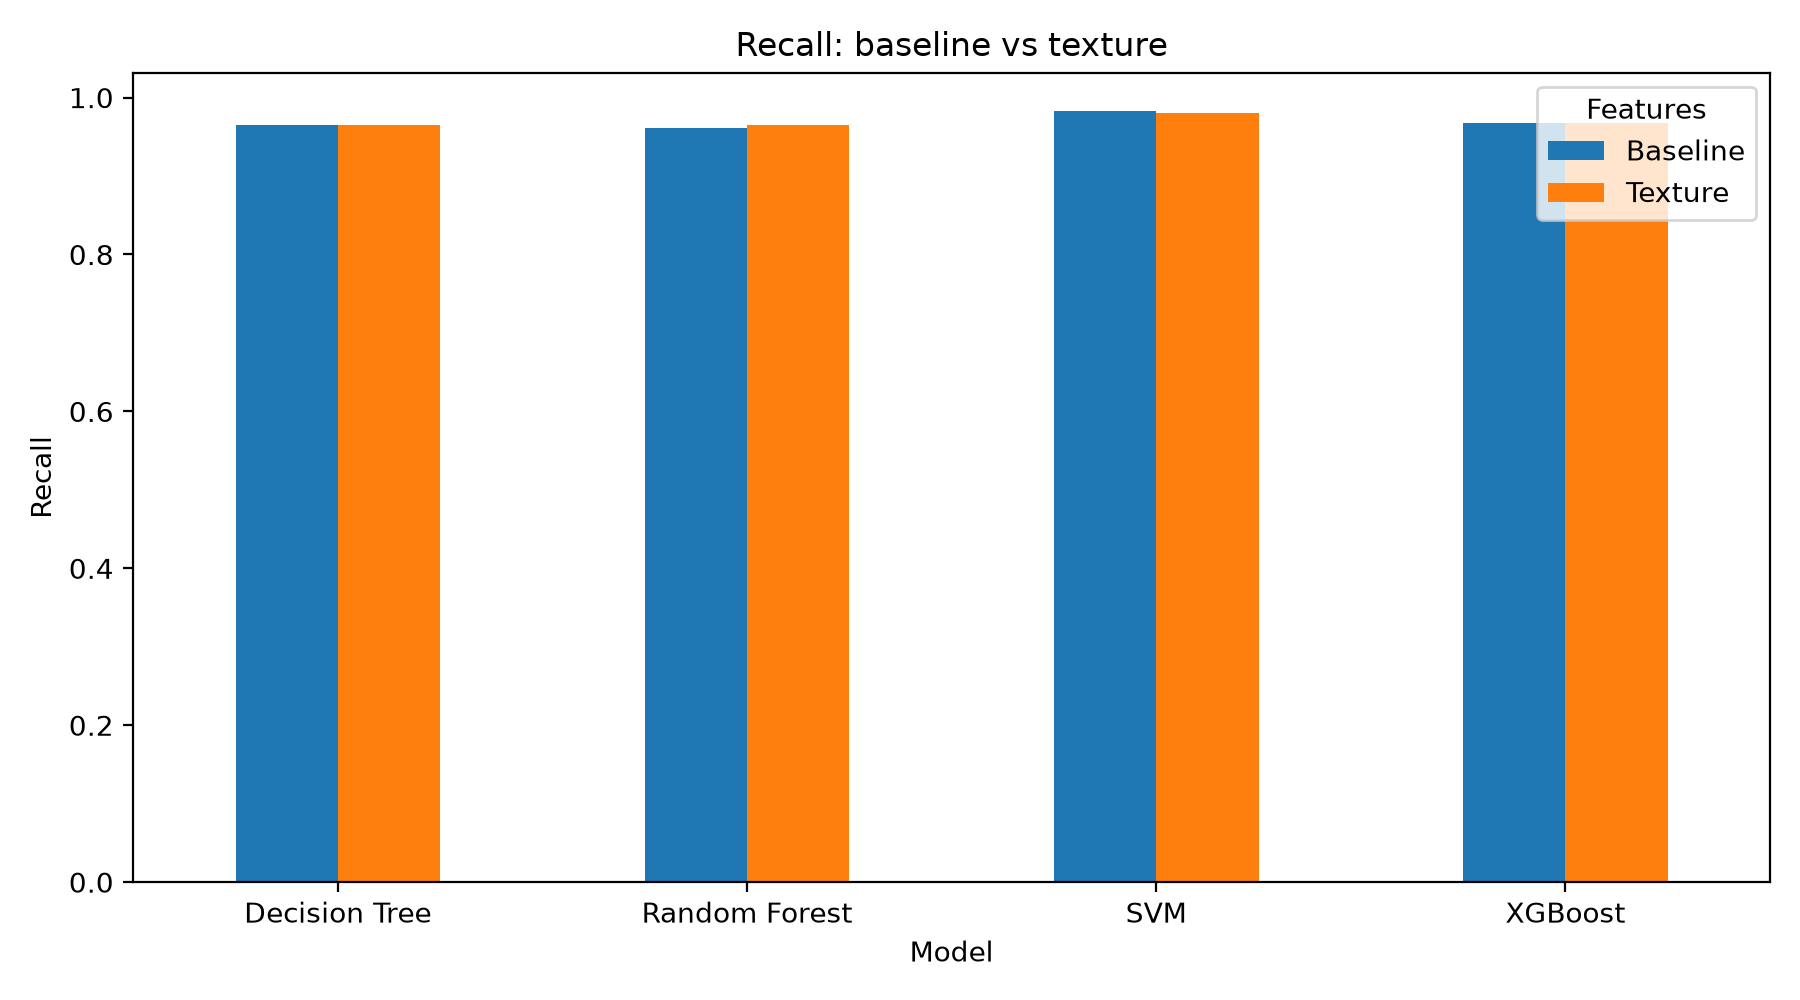 Recall: baseline vs texture
Features
Baseline
Texture
1.0
0.8
0.6
0.4
0.2
0.0
Recall
Decision Tree
Random Forest
SVM
XGBoost
Model